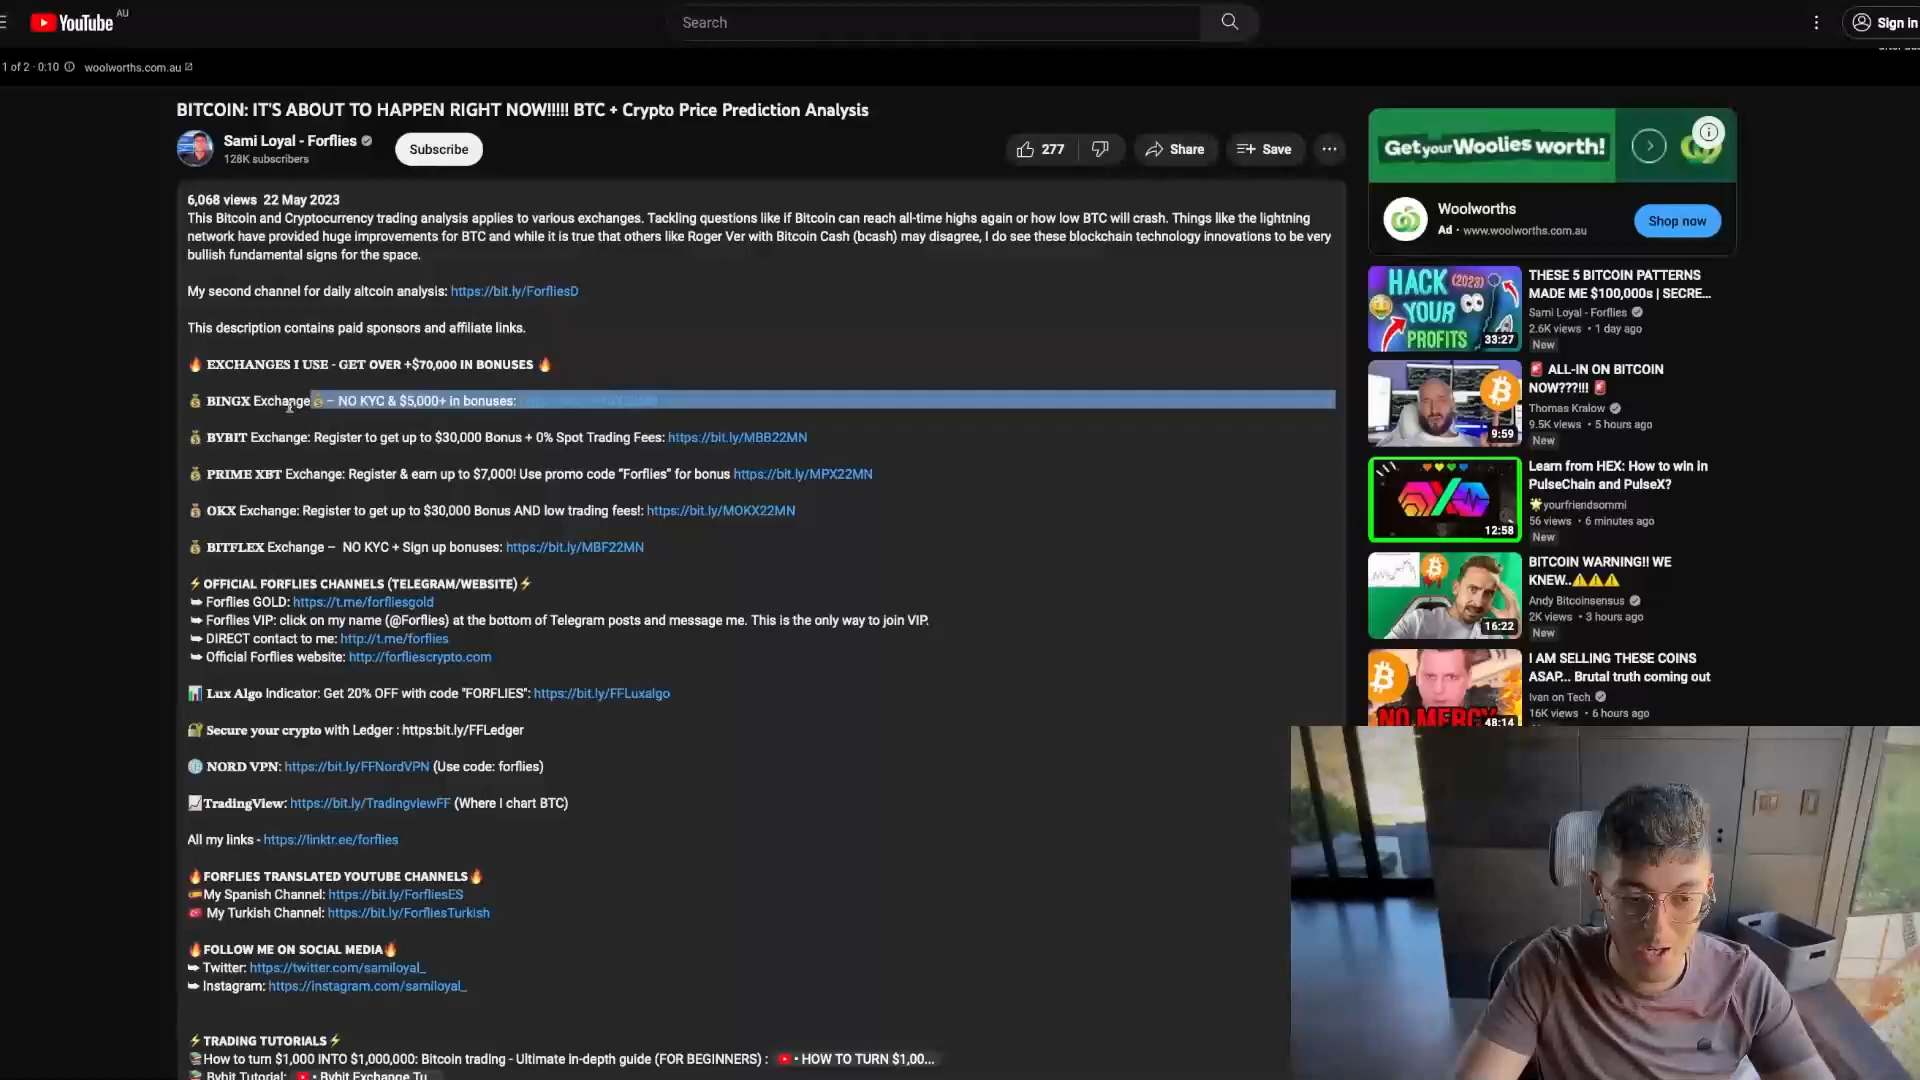 YouTube AU
Search
Sign in
1 of 2 · 0:10 woolworths.com.au
BITCOIN: IT'S ABOUT TO HAPPEN RIGHT NOW!!!!! BTC + Crypto Price Prediction Analysis
Sami Loyal - Forflies
128K subscribers
Subscribe
277
Share
Save
6,068 views 22 May 2023
This Bitcoin and Cryptocurrency trading analysis applies to various exchanges. Tackling questions like if Bitcoin can reach all-time highs again or how low BTC will crash. Things like the lightning
network have provided huge improvements for BTC and while it is true that others like Roger Ver with Bitcoin Cash (bcash) may disagree, I do see these blockchain technology innovations to be very
bullish fundamental signs for the space.
My second channel for daily altcoin analysis: https://bit.ly/ForfliesD
This description contains paid sponsors and affiliate links.
🔥 EXCHANGES I USE - GET OVER +$70,000 IN BONUSES 🔥
💰 BINGX Exchange💰 – NO KYC & $5,000+ in bonuses:
💰 BYBIT Exchange: Register to get up to $30,000 Bonus + 0% Spot Trading Fees: https://bit.ly/MBB22MN
💰 PRIME XBT Exchange: Register & earn up to $7,000! Use promo code “Forflies” for bonus https://bit.ly/MPX22MN
💰 OKX Exchange: Register to get up to $30,000 Bonus AND low trading fees!: https://bit.ly/MOKX22MN
💰 BITFLEX Exchange – NO KYC + Sign up bonuses: https://bit.ly/MBF22MN
⚡OFFICIAL FORFLIES CHANNELS (TELEGRAM/WEBSITE)⚡
➥ Forflies GOLD: https://t.me/forfliesgold
➥ Forflies VIP: click on my name (@Forflies) at the bottom of Telegram posts and message me. This is the only way to join VIP.
➥ DIRECT contact to me: http://t.me/forflies
➥ Official Forflies website: http://forfliescrypto.com
📊 Lux Algo Indicator: Get 20% OFF with code "FORFLIES": https://bit.ly/FFLuxalgo
🔐 Secure your crypto with Ledger : https:bit.ly/FFLedger
🌐 NORD VPN: https://bit.ly/FFNordVPN (Use code: forflies)
📈TradingView: https://bit.ly/TradingviewFF (Where I chart BTC)
All my links - https://linktr.ee/forflies
🔥FORFLIES TRANSLATED YOUTUBE CHANNELS🔥
🇪🇸My Spanish Channel: https://bit.ly/ForfliesES
🇹🇷 My Turkish Channel: https://bit.ly/ForfliesTurkish
🔥FOLLOW ME ON SOCIAL MEDIA🔥
➥ Twitter: https://twitter.com/samiloyal_
➥ Instagram: https://instagram.com/samiloyal_
⚡TRADING TUTORIALS⚡
📚How to turn $1,000 INTO $1,000,000: Bitcoin trading - Ultimate in-depth guide (FOR BEGINNERS) : • HOW TO TURN $1,00...
📚Bybit Tutorial: • Bybit Exchange Tu...
Get your Woolies worth!
Woolworths
Ad · www.woolworths.com.au
Shop now
HACK (2023)
YOUR
PROFITS
33:27
THESE 5 BITCOIN PATTERNS
MADE ME $100,000s | SECRE...
Sami Loyal - Forflies
2.6K views • 1 day ago
New
9:59
🚨 ALL-IN ON BITCOIN
NOW???!!! 🚨
Thomas Kralow
9.5K views • 5 hours ago
New
12:58
Learn from HEX: How to win in
PulseChain and PulseX?
🌟yourfriendsommi
56 views • 6 minutes ago
New
16:22
BITCOIN WARNING!! WE
KNEW..⚠️⚠️⚠️
Andy Bitcoinsensus
2K views • 3 hours ago
New
NO MERCY
48:14
I AM SELLING THESE COINS
ASAP... Brutal truth coming out
Ivan on Tech
16K views • 6 hours ago